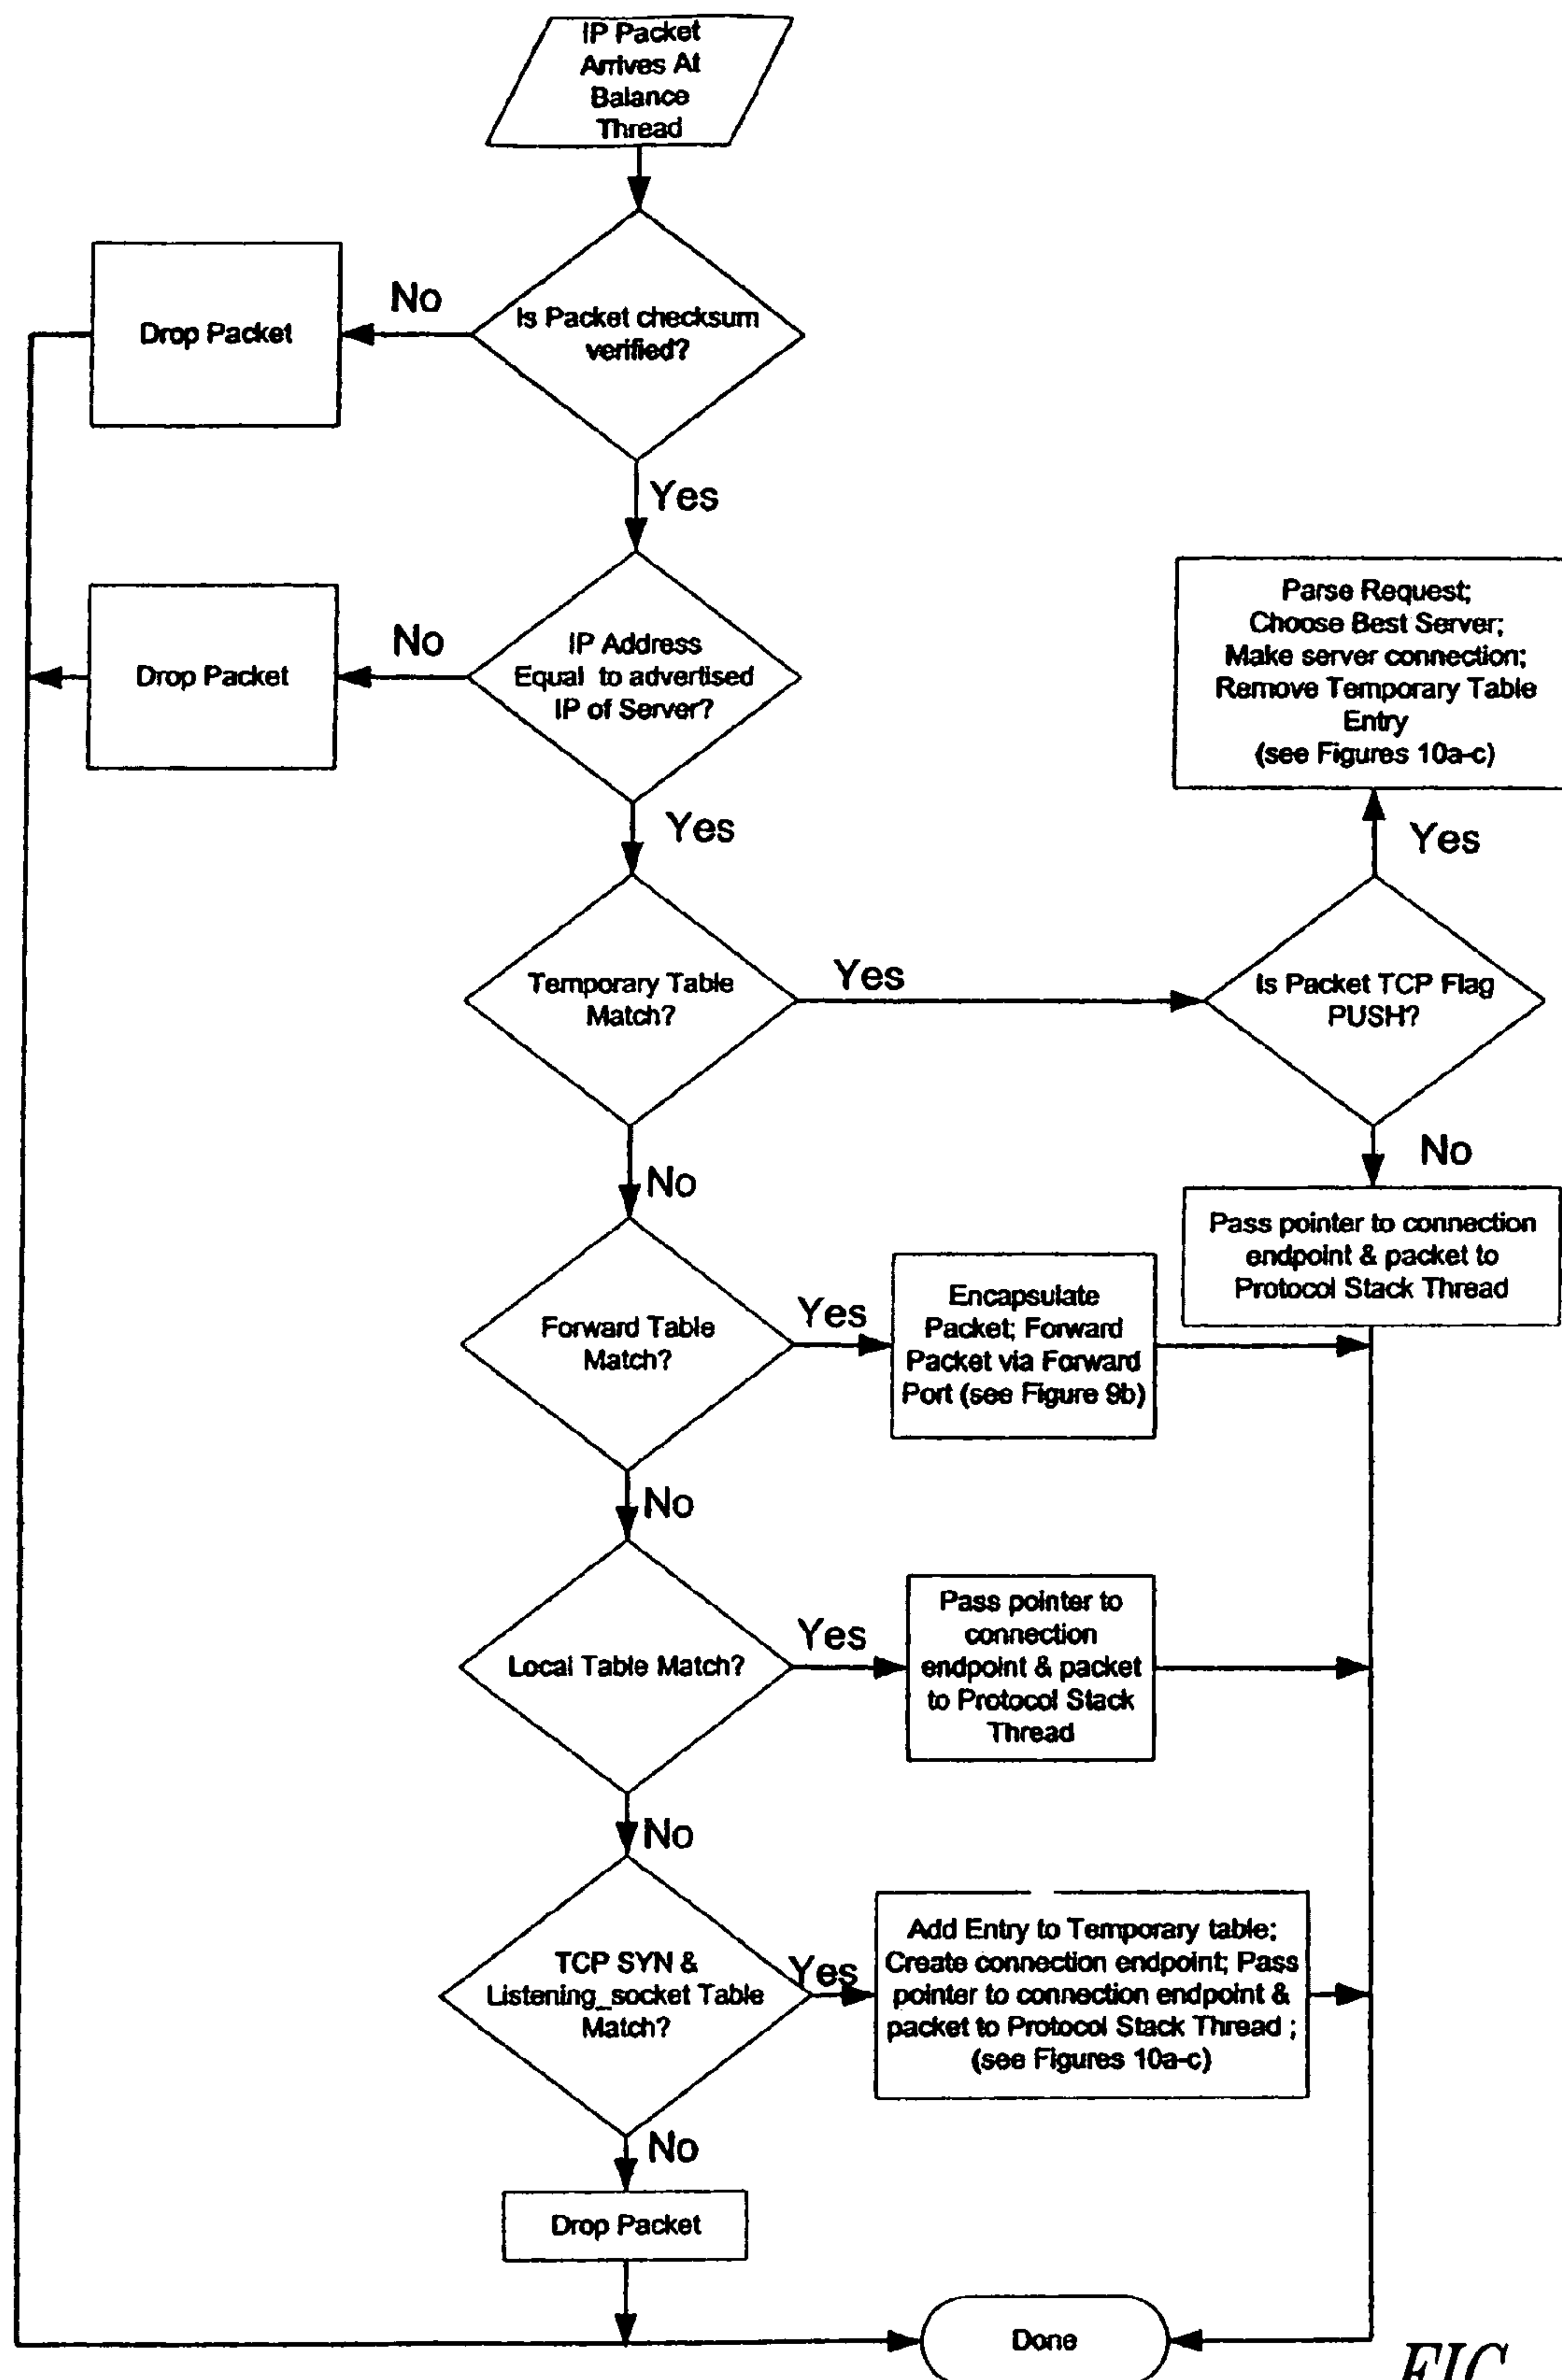 IP Packet
Arrives At
Balance
Thread
Is Packet checksum
verified?
No
Drop Packet
Yes
IP Address
Equal to advertised
IP of Server?
No
Drop Packet
Yes
Temporary Table
Match?
Yes
Is Packet TCP Flag
PUSH?
Yes
Parse Request;
Choose Best Server;
Make server connection;
Remove Temporary Table
Entry
(see Figures 10a-c)
No
Pass pointer to connection
endpoint & packet to
Protocol Stack Thread
No
Forward Table
Match?
Yes
Encapsulate
Packet; Forward
Packet via Forward
Port (see Figure 9b)
No
Local Table Match?
Yes
Pass pointer to
connection
endpoint & packet
to Protocol Stack
Thread
No
TCP SYN &
Listening_socket Table
Match?
Yes
Add Entry to Temporary table;
Create connection endpoint; Pass
pointer to connection endpoint &
packet to Protocol Stack Thread ;
(see Figures 10a-c)
No
Drop Packet
Done
FIG